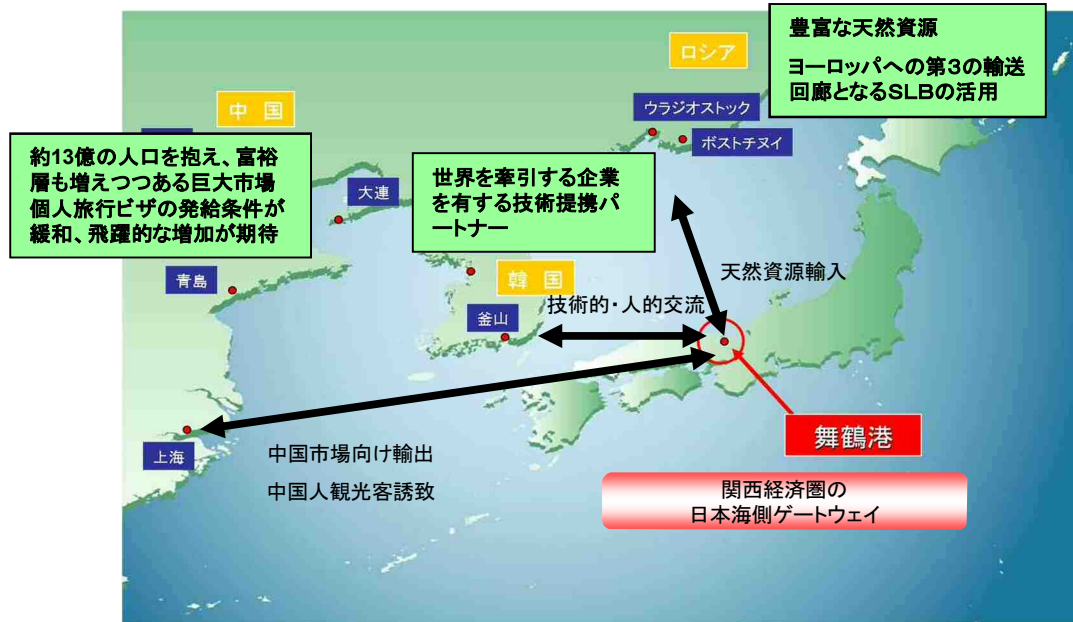 豊富な天然資源
ヨーロッパへの第3の輸送
回廊となるSLBの活用
ロシア
中 国
ウラジオストック
ボストチヌイ
約13億の人口を抱え、富裕
層も増えつつある巨大市場
個人旅行ビザの発給条件が
緩和、飛躍的な増加が期待
大連
世界を牽引する企業
を有する技術提携パ
ートナー
青島
韓 国
天然資源輸入
釜山
技術的・人的交流
舞鶴港
上海
中国市場向け輸出
中国人観光客誘致
関西経済圏の
日本海側ゲートウェイ